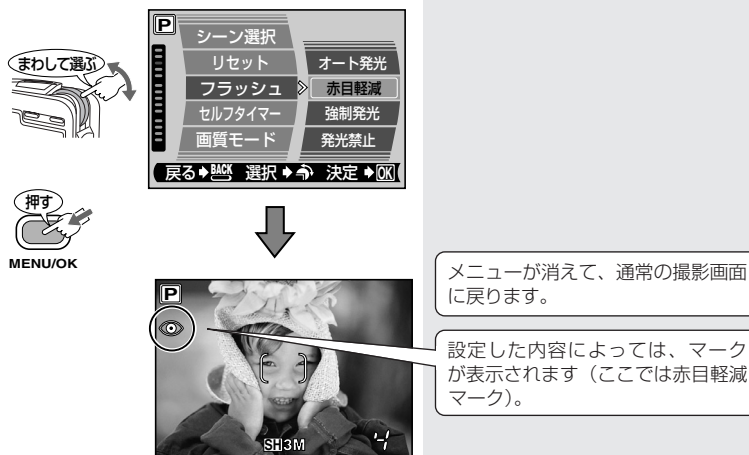 P
シーン選択
リセット
フラッシュ
セルフタイマー
画質モード
オート発光
赤目軽減
強制発光
発光禁止
戻る BACK 選択 決定 OK
まわして選ぶ
押す
MENU/OK
P
SH3M
メニューが消えて、通常の撮影画面
に戻ります。
設定した内容によっては、マーク
が表示されます（ここでは赤目軽減
マーク）。